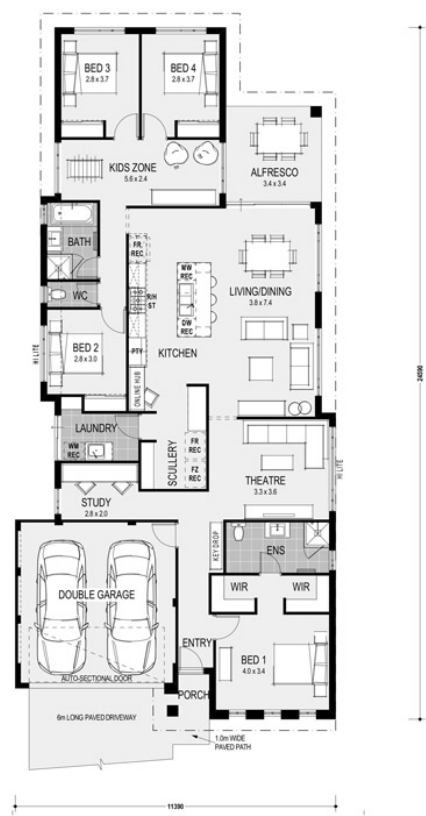 BED 3
2.8 x 3.7
BED 4
2.8 x 3.7
KIDS ZONE
5.6 x 2.4
ALFRESCO
3.4 x 3.4
BATH
FR
REC
MW
REC
LIVING/DINING
3.8 x 7.4
WC
R/H
ST
DW
REC
BED 2
2.8 x 3.0
PTY
KITCHEN
HI LITE
ONLINE HUB
LAUNDRY
WM
REC
SCULLERY
FR
REC
FZ
REC
THEATRE
3.3 x 3.6
HI LITE
STUDY
2.8 x 2.0
KEY DROP
ENS
WIR
WIR
DOUBLE GARAGE
ENTRY
BED 1
4.0 x 3.4
AUTO-SECTIONAL DOOR
PORCH
6m LONG PAVED DRIVEWAY
1.0m WIDE
PAVED PATH
11390
24590